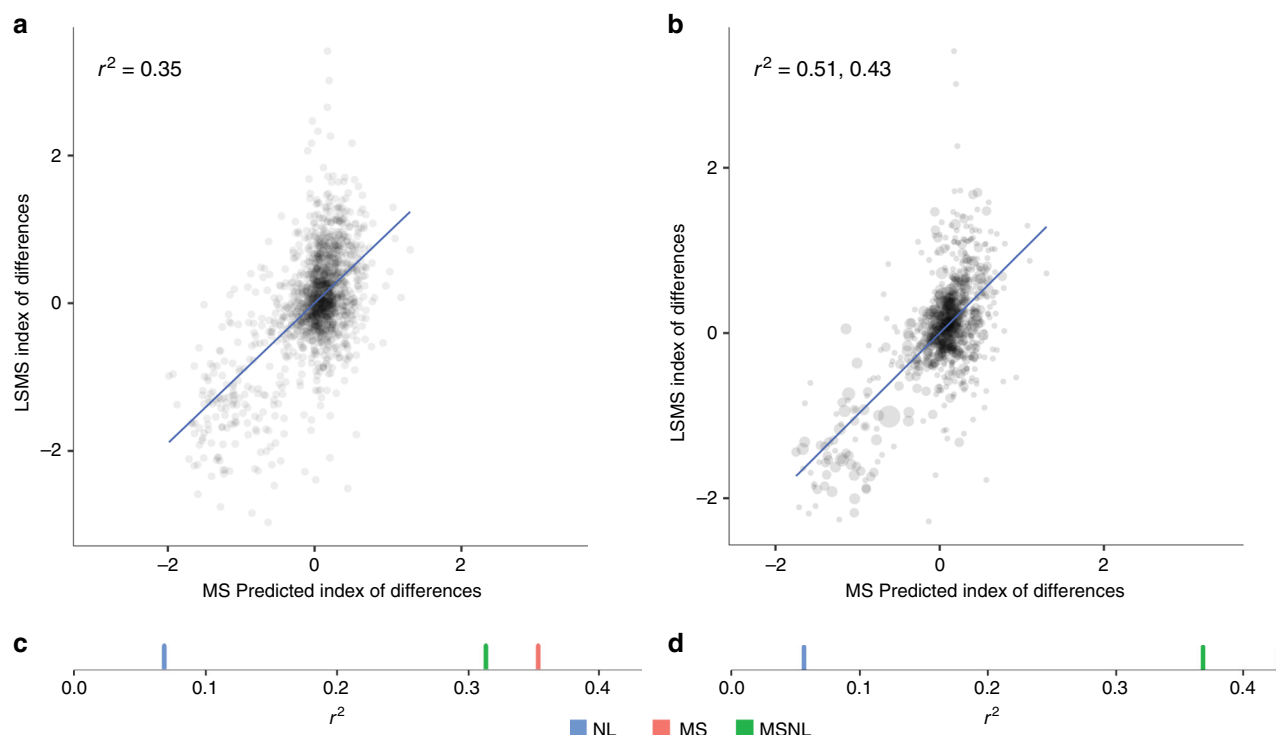 a
r² = 0.35
2
0
−2
LSMS index of differences
−2 0 2
MS Predicted index of differences
b
r² = 0.51, 0.43
2
0
−2
LSMS index of differences
−2 0 2
MS Predicted index of differences
c
0.0 0.1 0.2 0.3 0.4
r²
d
0.0 0.1 0.2 0.3 0.4
r²
NL MS MSNL